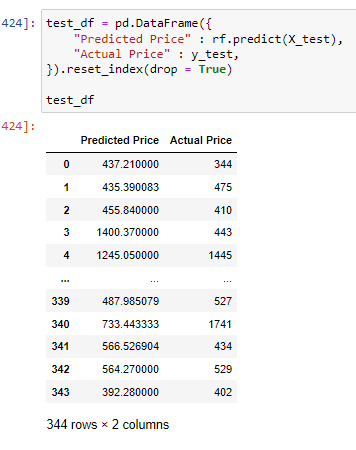 424]: test_df = pd.DataFrame({
"Predicted Price" : rf.predict(X_test),
"Actual Price" : y_test,
}).reset_index(drop = True)
test_df
424]:
Predicted Price Actual Price
0 437.210000 344
1 435.390083 475
2 455.840000 410
3 1400.370000 443
4 1245.050000 1445
... ... ...
339 487.985079 527
340 733.443333 1741
341 566.526904 434
342 564.270000 529
343 392.280000 402
344 rows × 2 columns